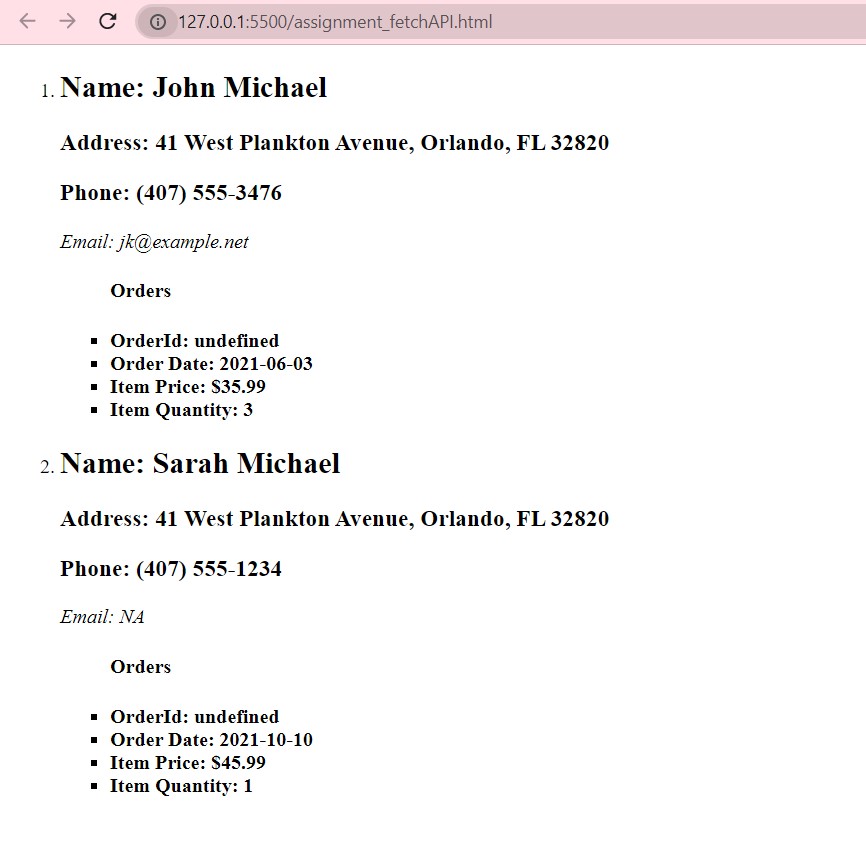 127.0.0.1:5500/assignment_fetchAPI.html
1. Name: John Michael
Address: 41 West Plankton Avenue, Orlando, FL 32820
Phone: (407) 555-3476
Email: jk@example.net
Orders
▪ OrderId: undefined
▪ Order Date: 2021-06-03
▪ Item Price: $35.99
▪ Item Quantity: 3
2. Name: Sarah Michael
Address: 41 West Plankton Avenue, Orlando, FL 32820
Phone: (407) 555-1234
Email: NA
Orders
▪ OrderId: undefined
▪ Order Date: 2021-10-10
▪ Item Price: $45.99
▪ Item Quantity: 1